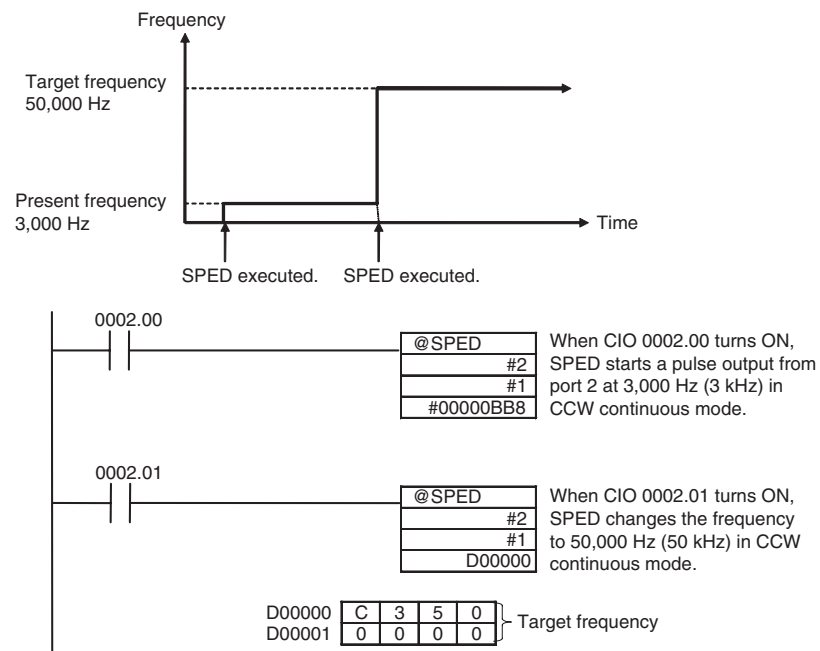 Frequency
Target frequency
50,000 Hz
Present frequency
3,000 Hz
Time
SPED executed. SPED executed.
0002.00
@SPED
#2
#1
#00000BB8
When CIO 0002.00 turns ON,
SPED starts a pulse output from
port 2 at 3,000 Hz (3 kHz) in
CCW continuous mode.
0002.01
@SPED
#2
#1
D00000
When CIO 0002.01 turns ON,
SPED changes the frequency
to 50,000 Hz (50 kHz) in CCW
continuous mode.
D00000 C 3 5 0
D00001 0 0 0 0
Target frequency